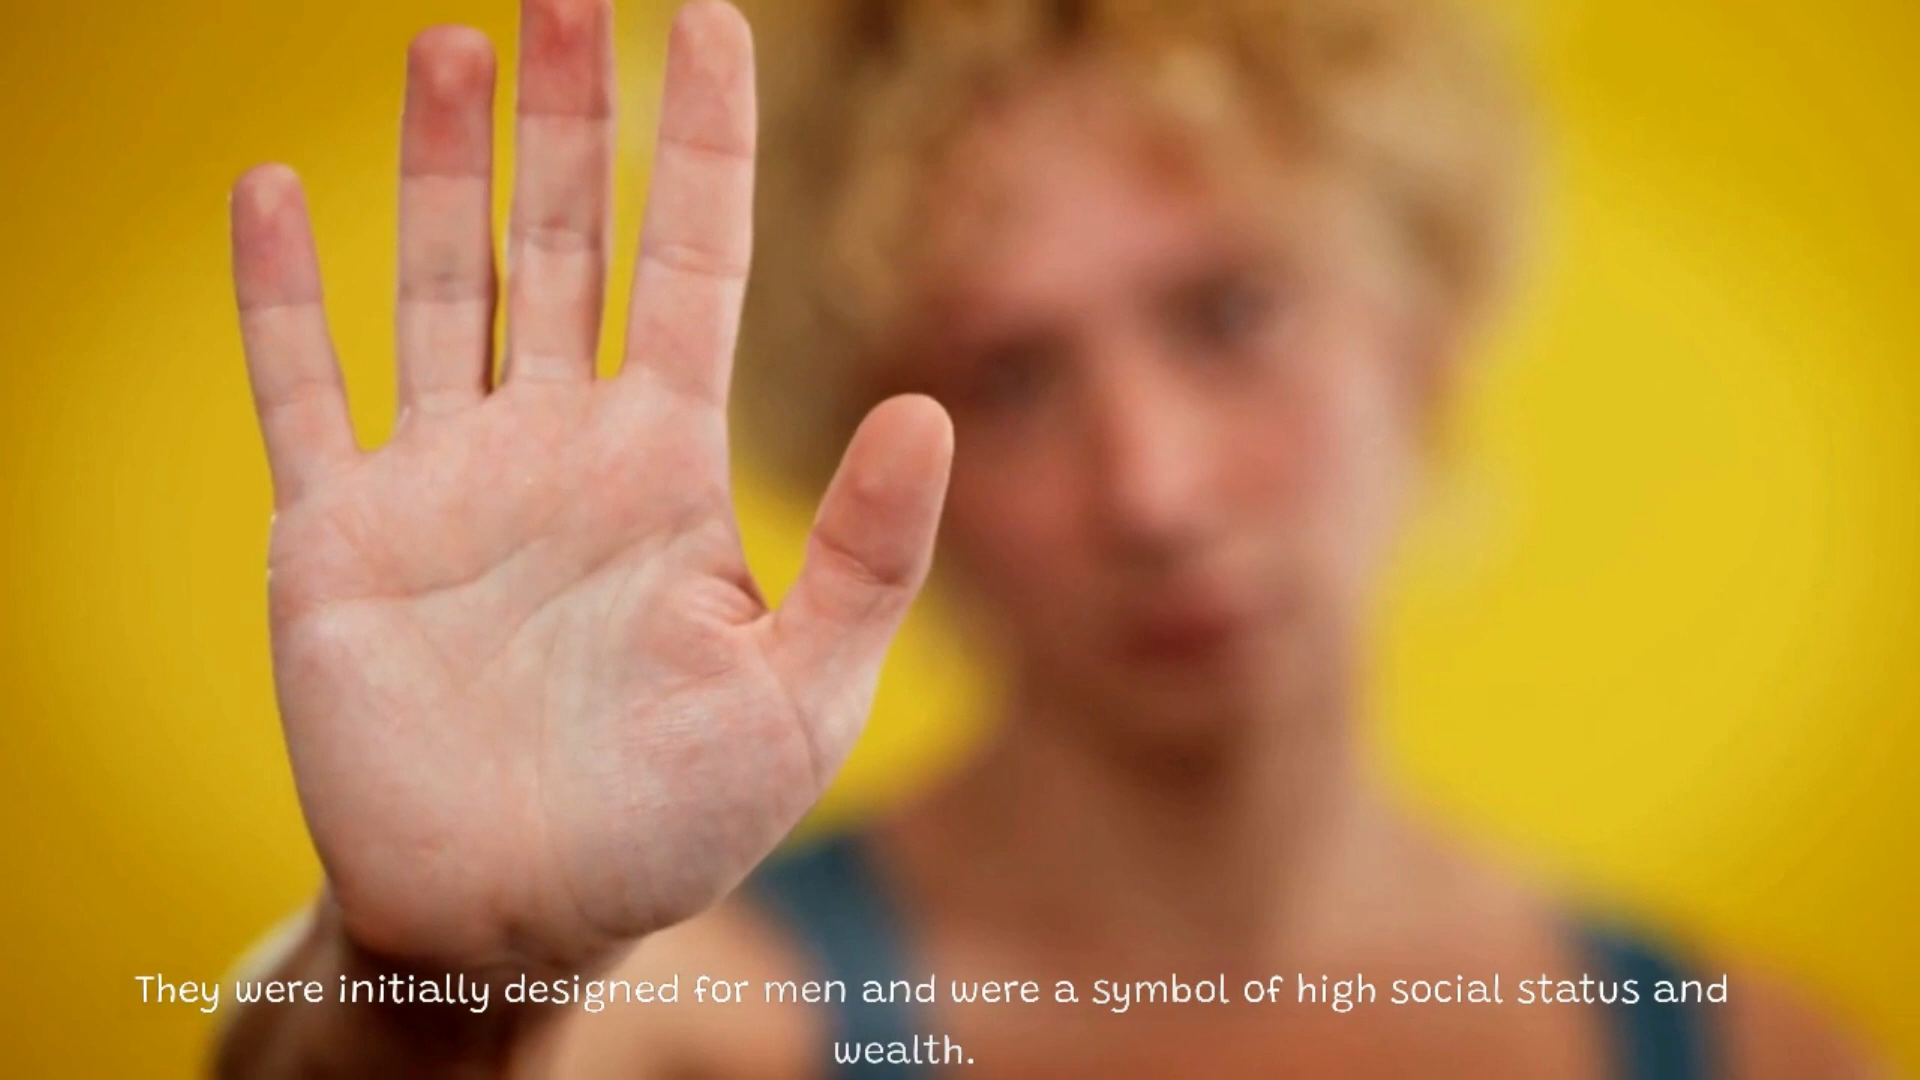 They were initially designed for men and were a symbol of high social status and
wealth.